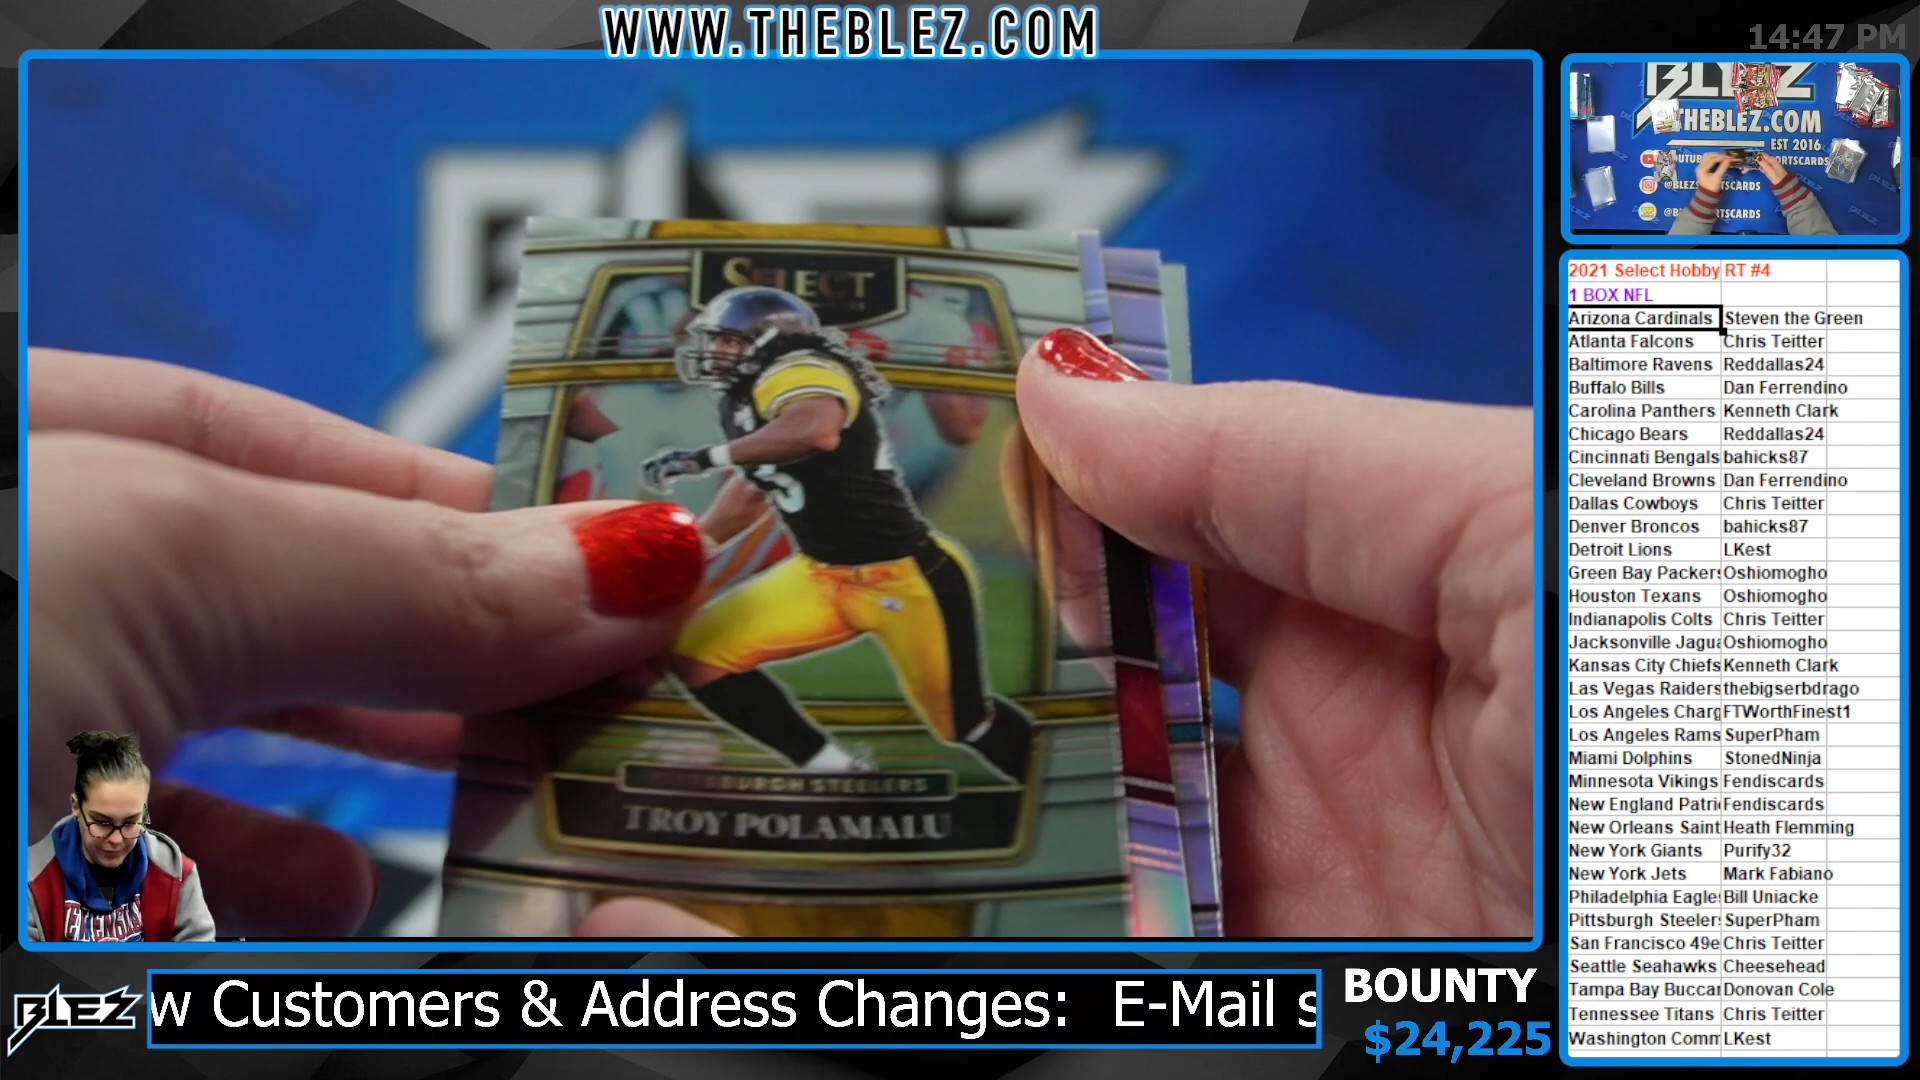 WWW.THEBLEZ.COM
14:47 PM
BLEZ
SELECT
PITTSBURGH STEELERS
TROY POLAMALU
THEBLEZ.COM
EST 2016
2021 Select Hobby RT #4
1 BOX NFL
Arizona Cardinals Steven the Green
Atlanta Falcons Chris Teitter
Baltimore Ravens Reddallas24
Buffalo Bills Dan Ferrendino
Carolina Panthers Kenneth Clark
Chicago Bears Reddallas24
Cincinnati Bengals bahicks87
Cleveland Browns Dan Ferrendino
Dallas Cowboys Chris Teitter
Denver Broncos bahicks87
Detroit Lions LKest
Green Bay Packers Oshiomogho
Houston Texans Oshiomogho
Indianapolis Colts Chris Teitter
Jacksonville Jagua Oshiomogho
Kansas City Chiefs Kenneth Clark
Las Vegas Raiders thebigserbdrago
Los Angeles Charg FTWorthFinest1
Los Angeles Rams SuperPham
Miami Dolphins StonedNinja
Minnesota Vikings Fendiscards
New England Patri Fendiscards
New Orleans Saint Heath Flemming
New York Giants Purify32
New York Jets Mark Fabiano
Philadelphia Eagle Bill Uniacke
Pittsburgh Steeler SuperPham
San Francisco 49e Chris Teitter
Seattle Seahawks Cheesehead
Tampa Bay Buccar Donovan Cole
Tennessee Titans Chris Teitter
Washington Comm LKest
BLEZ
w Customers & Address Changes: E-Mail s
BOUNTY
$24,225